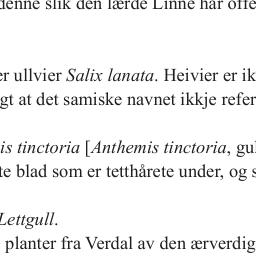 denne slik den lærde Linné har offe
er ullvier Salix lanata. Heivier er ik
gt at det samiske navnet ikkje refer
is tinctoria [Anthemis tinctoria, gu
te blad som er tetthårete under, og s
Lettgull.
planter fra Verdal av den ærverdig